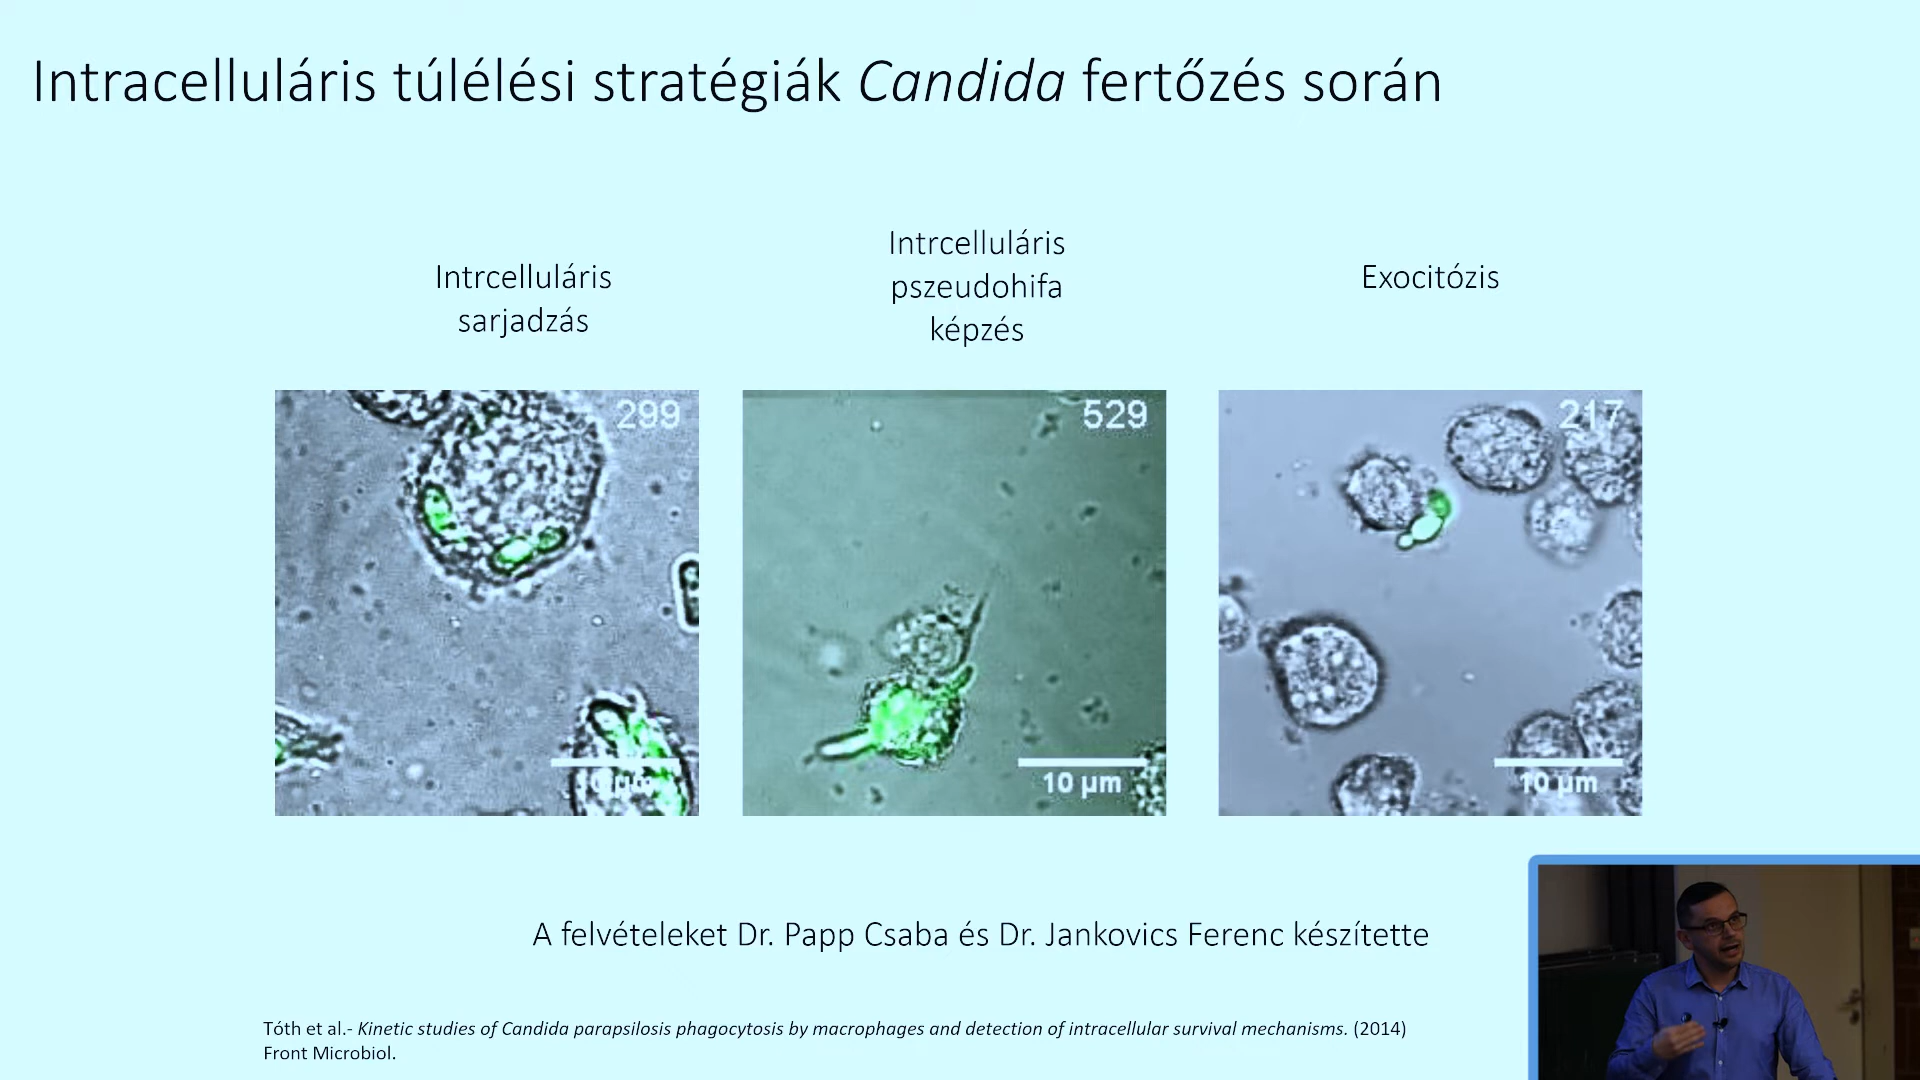 Intracelluláris túlélési stratégiák Candida fertőzés során
Intrcelluláris
sarjadzás
Intrcelluláris
pszeudohifa
képzés
Exocitózis
299
529
217
10 µm
10 µm
10 µm
A felvételeket Dr. Papp Csaba és Dr. Jankovics Ferenc készítette
Tóth et al.- Kinetic studies of Candida parapsilosis phagocytosis by macrophages and detection of intracellular survival mechanisms. (2014)
Front Microbiol.